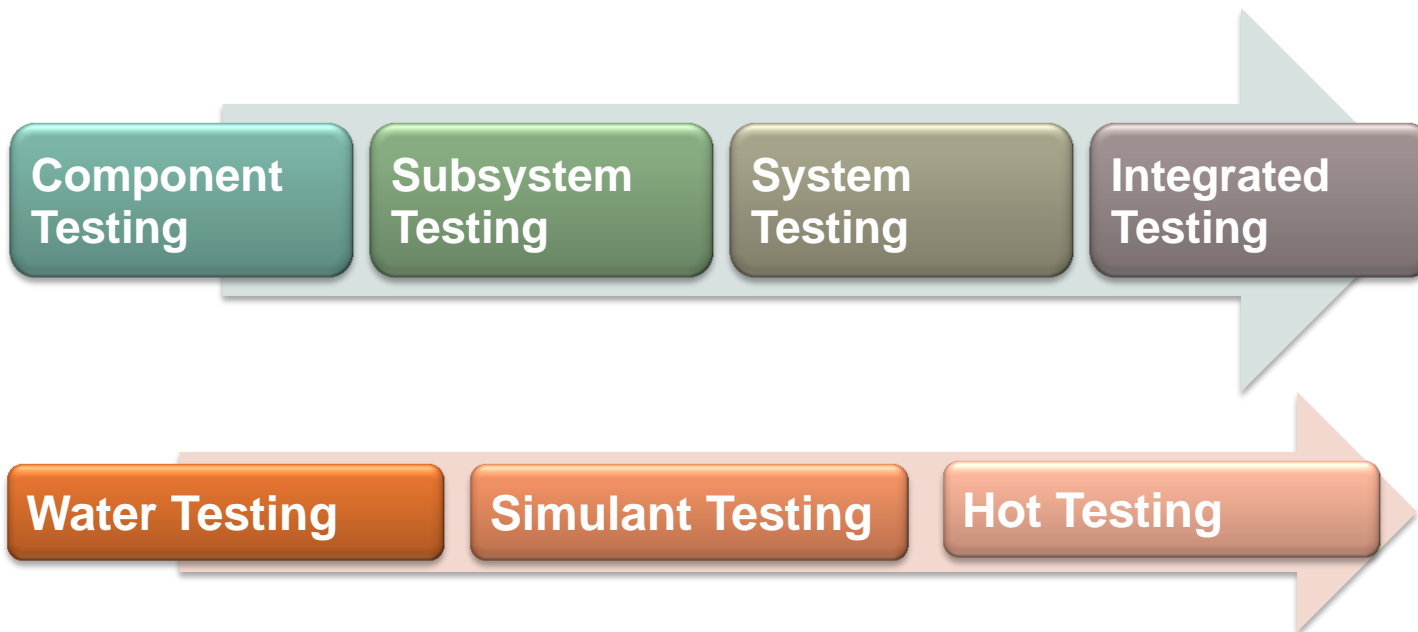 Component
Testing
Subsystem
Testing
System
Testing
Integrated
Testing
Water Testing
Simulant Testing
Hot Testing